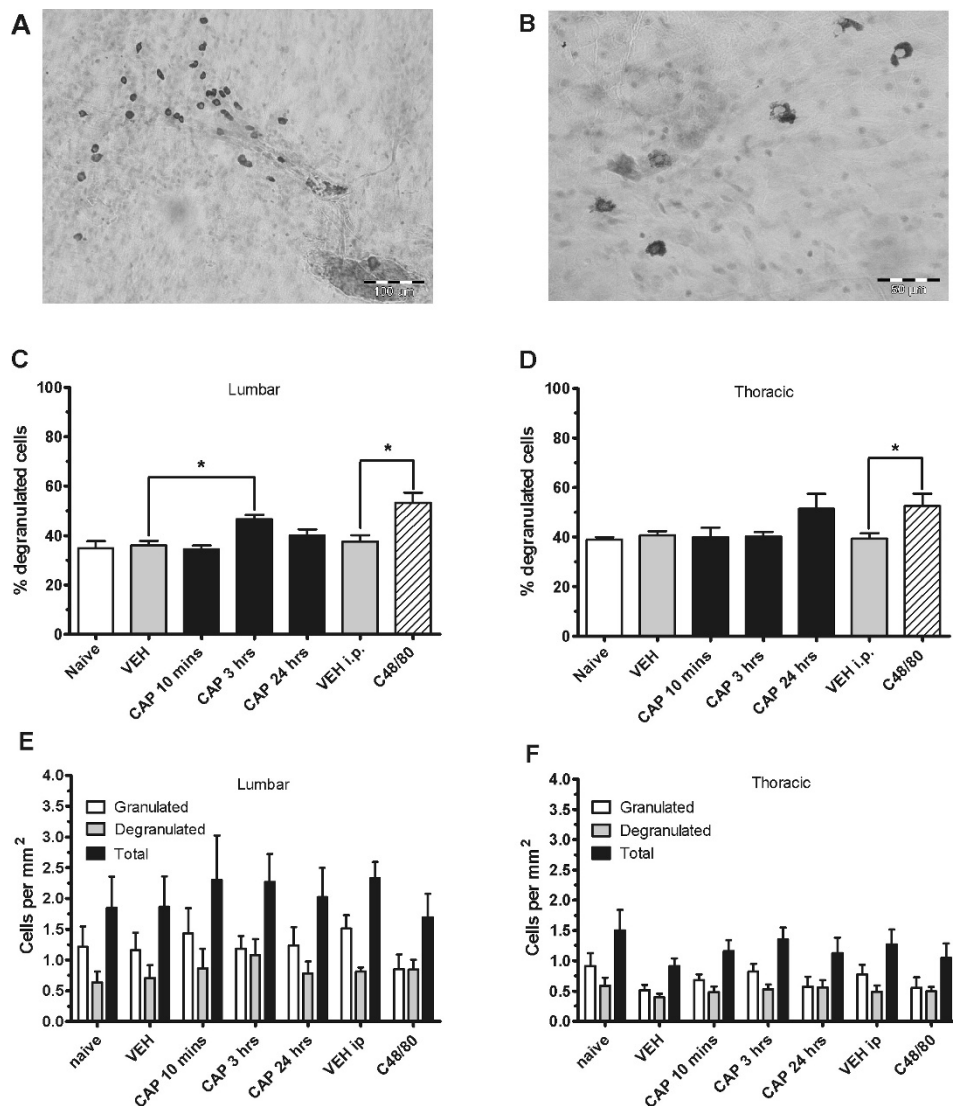 A
B
100 µm
50 µm
C
Lumbar
% degranulated cells
100
80
60
40
20
0
*
*
Naive
VEH
CAP 10 mins
CAP 3 hrs
CAP 24 hrs
VEH i.p.
C48/80
D
Thoracic
% degranulated cells
100
80
60
40
20
0
*
Naive
VEH
CAP 10 mins
CAP 3 hrs
CAP 24 hrs
VEH i.p.
C48/80
E
Lumbar
Cells per mm²
4.0
3.5
3.0
2.5
2.0
1.5
1.0
0.5
0.0
Granulated
Degranulated
Total
naive
VEH
CAP 10 mins
CAP 3 hrs
CAP 24 hrs
VEH ip
C48/80
F
Thoracic
Cells per mm²
4.0
3.5
3.0
2.5
2.0
1.5
1.0
0.5
0.0
Granulated
Degranulated
Total
naive
VEH
CAP 10 mins
CAP 3 hrs
CAP 24 hrs
VEH ip
C48/80